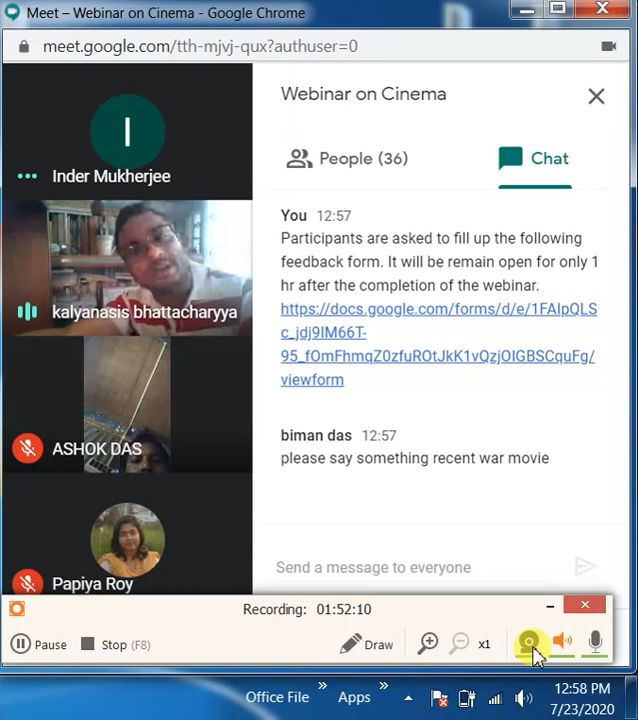 Meet – Webinar on Cinema - Google Chrome
meet.google.com/tth-mjvj-qux?authuser=0
Webinar on Cinema
People (36)
Chat
I
Inder Mukherjee
kalyanasis bhattacharyya
ASHOK DAS
Papiya Roy
You 12:57
Participants are asked to fill up the following
feedback form. It will be remain open for only 1
hr after the completion of the webinar.
https://docs.google.com/forms/d/e/1FAIpQLS
c_jdj9IM66T-
95_fOmFhmqZ0zfuROtJkK1vQzjOIGBSCquFg/
viewform
biman das 12:57
please say something recent war movie
Send a message to everyone
Recording: 01:52:10
Pause
Stop (F8)
Draw
x1
Office File
»
Apps
»
12:58 PM
7/23/2020